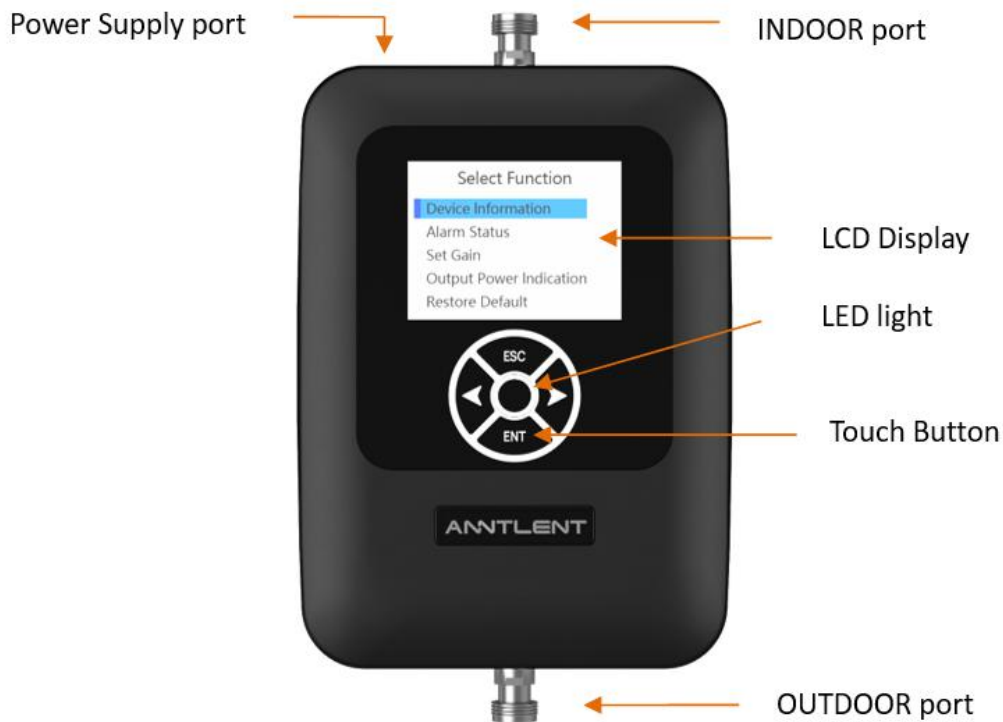 Power Supply port
INDOOR port
Select Function
Device Information
Alarm Status
Set Gain
Output Power Indication
Restore Default
LCD Display
LED light
ESC
ENT
Touch Button
ANNTLENT
OUTDOOR port